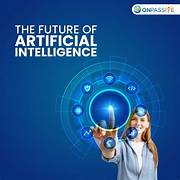 ONPASSIVE
THE FUTURE OF
ARTIFICIAL
INTELLIGENCE